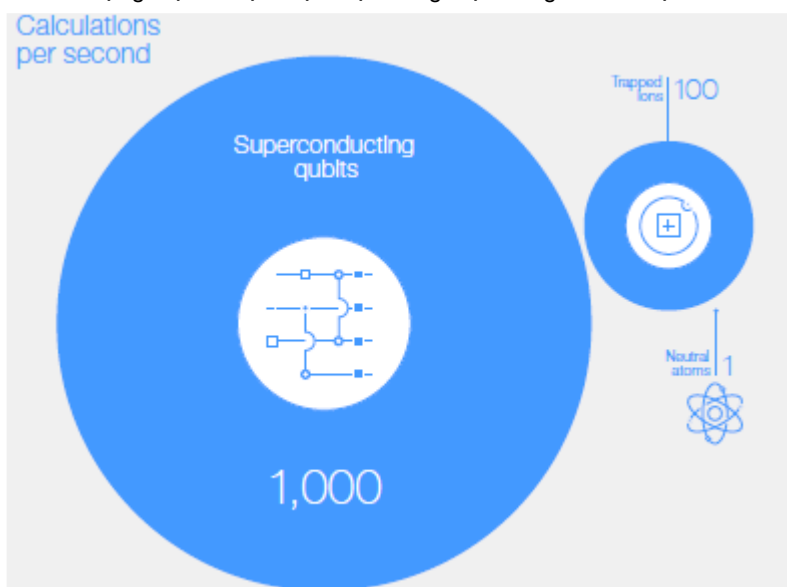 Calculations
per second
Superconducting
qubits
1,000
Trapped
Ions
100
Neutral
atoms
1